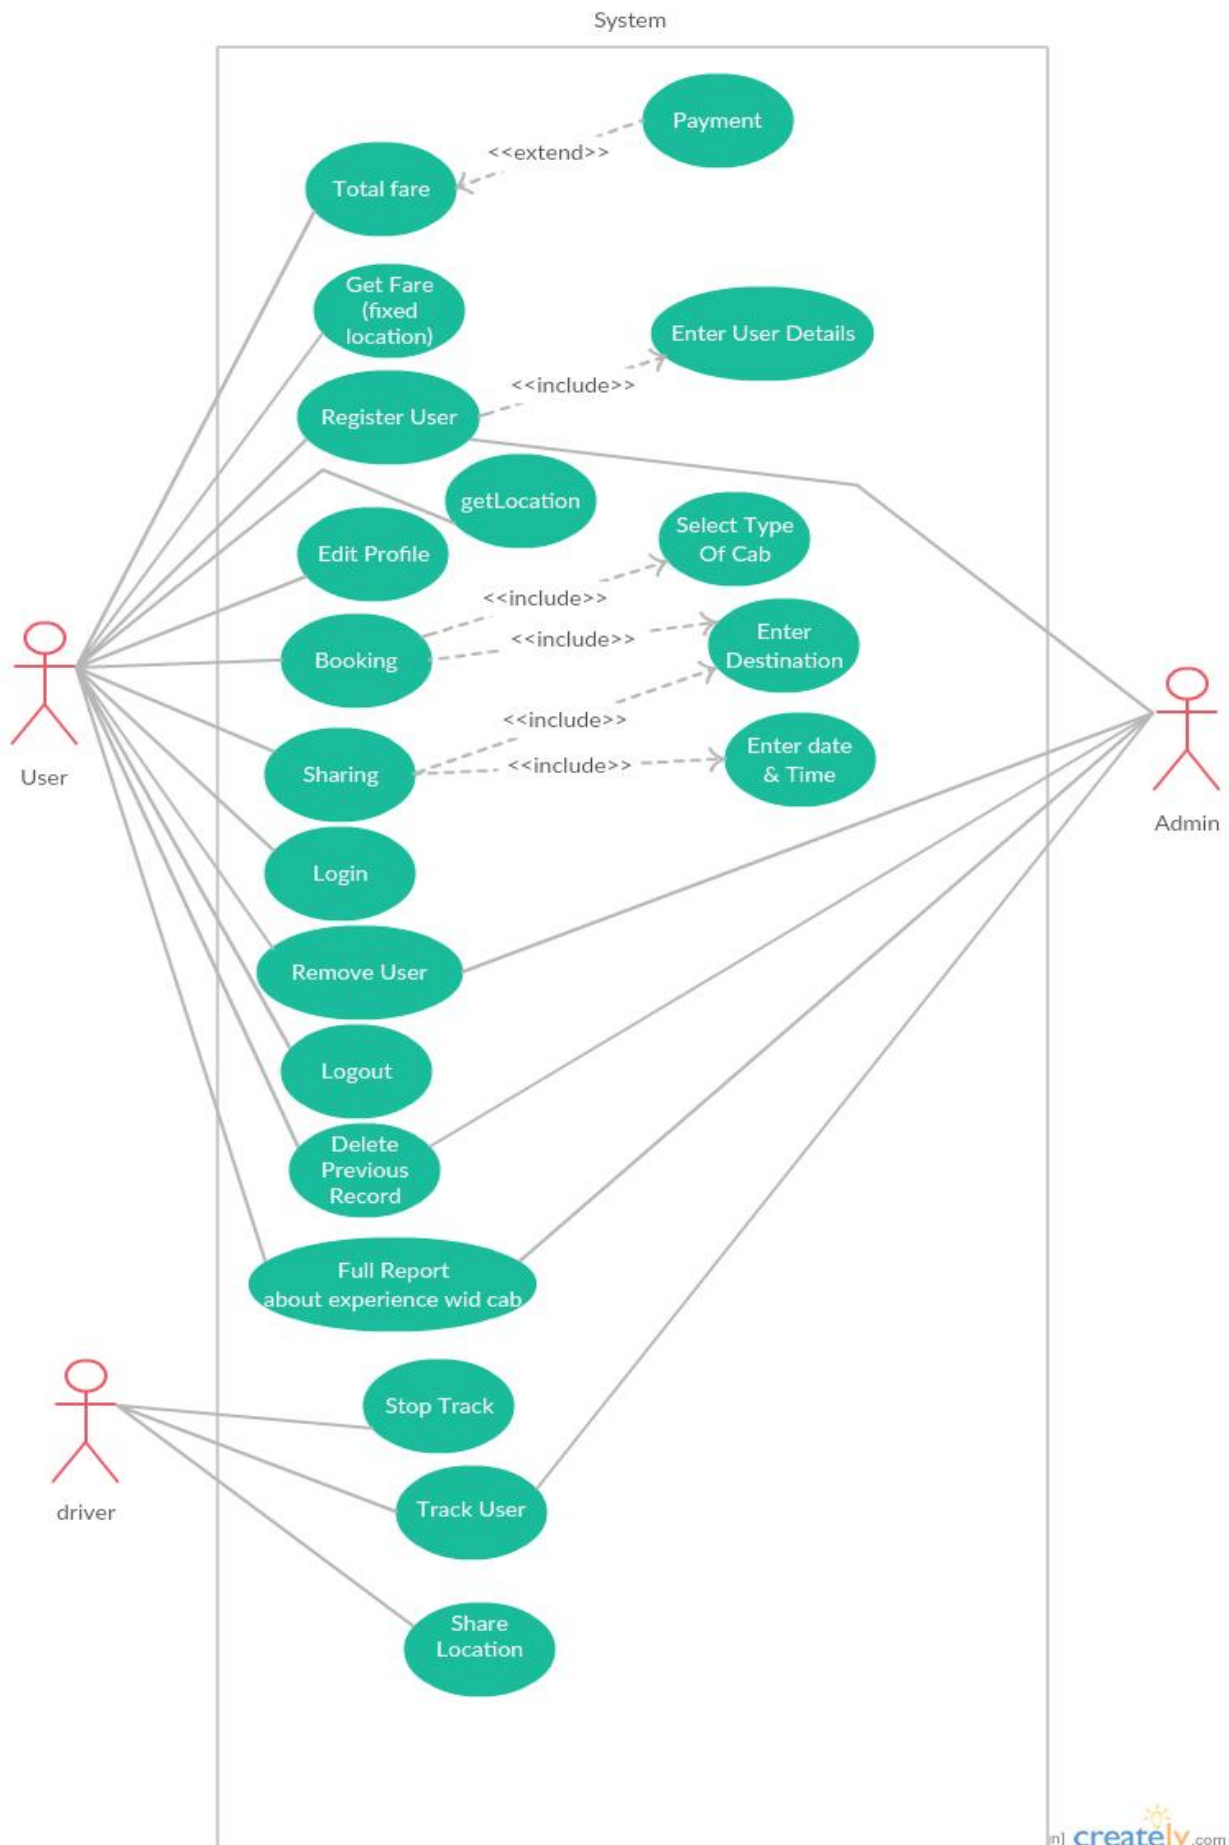 System
Payment
<<extend>>
Total fare
Get Fare
(fixed
location)
Enter User Details
<<include>>
Register User
getLocation
Select Type
Of Cab
Edit Profile
<<include>>
<<include>>
Enter
Destination
Booking
<<include>>
Enter date
& Time
<<include>>
Sharing
User
Admin
Login
Remove User
Logout
Delete
Previous
Record
Full Report
about experience wid cab
Stop Track
Track User
driver
Share
Location
n] creately.com